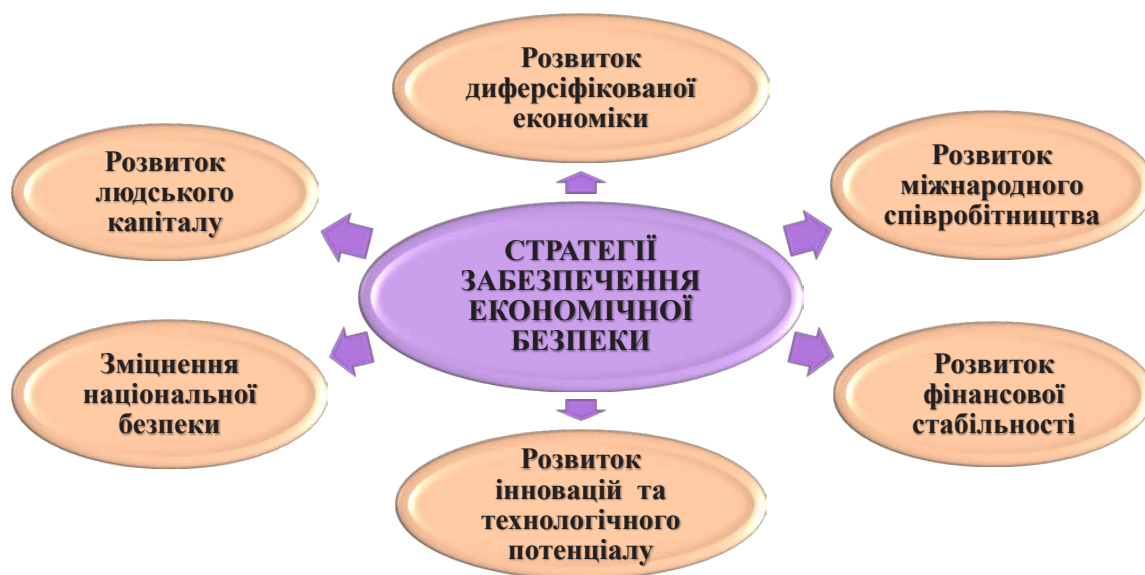 Розвиток
диферсіфікованої
економіки
Розвиток
людського
капіталу
Розвиток
міжнародного
співробітництва
СТРАТЕГІЇ
ЗАБЕЗПЕЧЕННЯ
ЕКОНОМІЧНОЇ
БЕЗПЕКИ
Зміцнення
національної
безпеки
Розвиток
фінансової
стабільності
Розвиток
інновацій та
технологічного
потенціалу